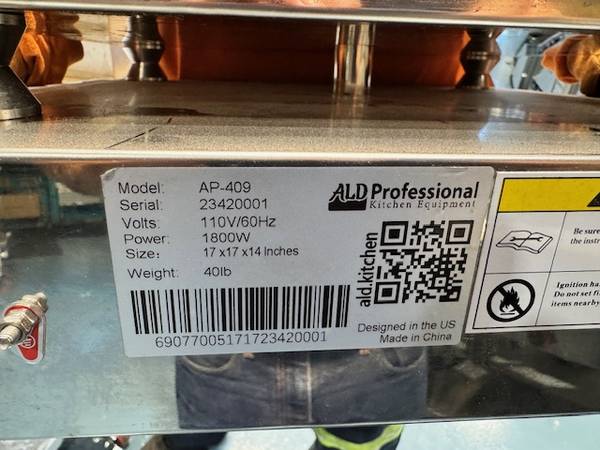 Model: AP-409
Serial: 23420001
Volts: 110V/60Hz
Power: 1800W
Size: 17 x17 x14 Inches
Weight: 40lb
69077005171723420001
ALD Professional
Kitchen Equipment
ald.kitchen
Designed in the US
Made in China
Be sure
the instr
Ignition ha
Do not set fi
items nearby